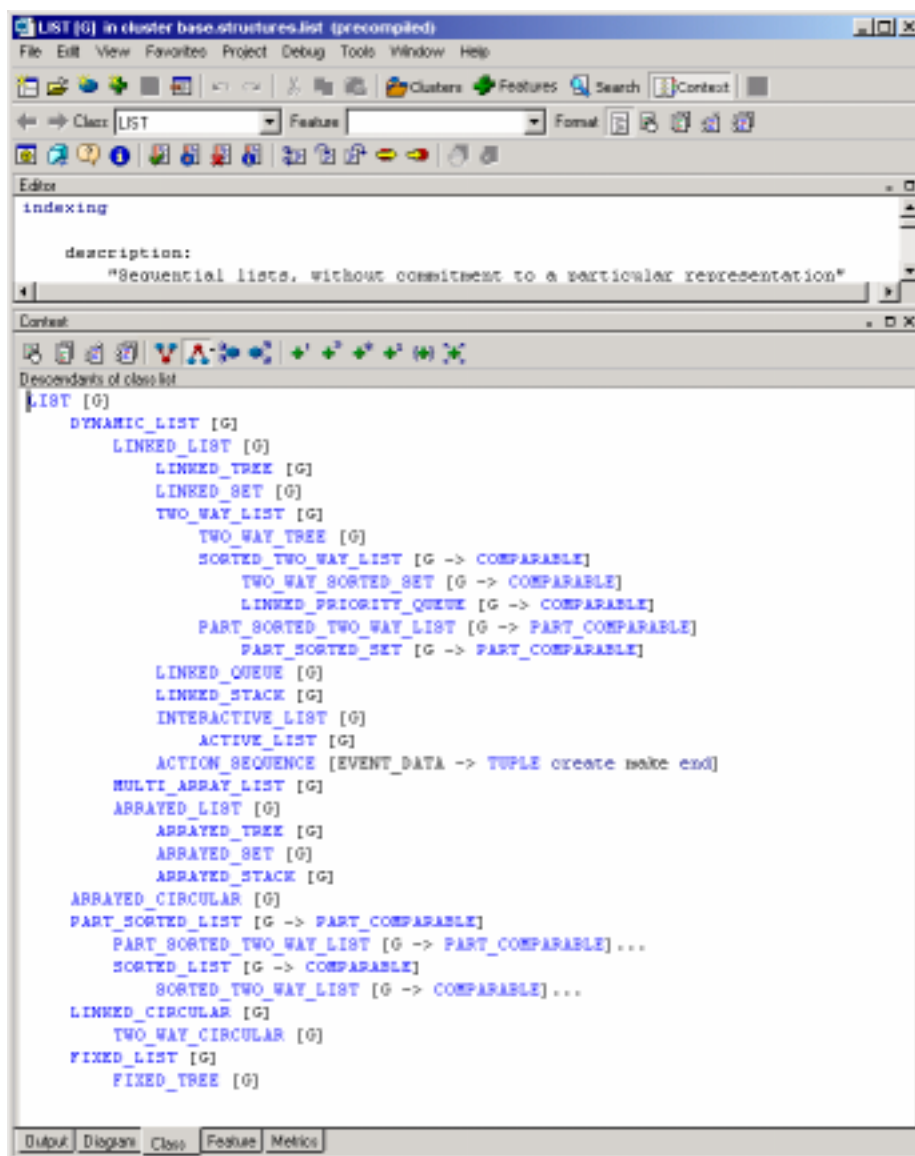 LIST [G] in cluster base.structures.list (precompiled)
File Edit View Favorites Project Debug Tools Window Help
Clusters Features Search Context
Class LIST Feature Format
Editor
indexing
description:
"Sequential lists, without commitment to a particular representation"
Context
Descendants of class list
LIST [G]
DYNAMIC_LIST [G]
LINKED_LIST [G]
LINKED_TREE [G]
LINKED_SET [G]
TWO_WAY_LIST [G]
TWO_WAY_TREE [G]
SORTED_TWO_WAY_LIST [G -> COMPARABLE]
TWO_WAY_SORTED_SET [G -> COMPARABLE]
LINKED_PRIORITY_QUEUE [G -> COMPARABLE]
PART_SORTED_TWO_WAY_LIST [G -> PART_COMPARABLE]
PART_SORTED_SET [G -> PART_COMPARABLE]
LINKED_QUEUE [G]
LINKED_STACK [G]
INTERACTIVE_LIST [G]
ACTIVE_LIST [G]
ACTION_SEQUENCE [EVENT_DATA -> TUPLE create make end]
MULTI_ARRAY_LIST [G]
ARRAYED_LIST [G]
ARRAYED_TREE [G]
ARRAYED_SET [G]
ARRAYED_STACK [G]
ARRAYED_CIRCULAR [G]
PART_SORTED_LIST [G -> PART_COMPARABLE]
PART_SORTED_TWO_WAY_LIST [G -> PART_COMPARABLE]...
SORTED_LIST [G -> COMPARABLE]
SORTED_TWO_WAY_LIST [G -> COMPARABLE]...
LINKED_CIRCULAR [G]
TWO_WAY_CIRCULAR [G]
FIXED_LIST [G]
FIXED_TREE [G]
Output Diagram Class Feature Metrics